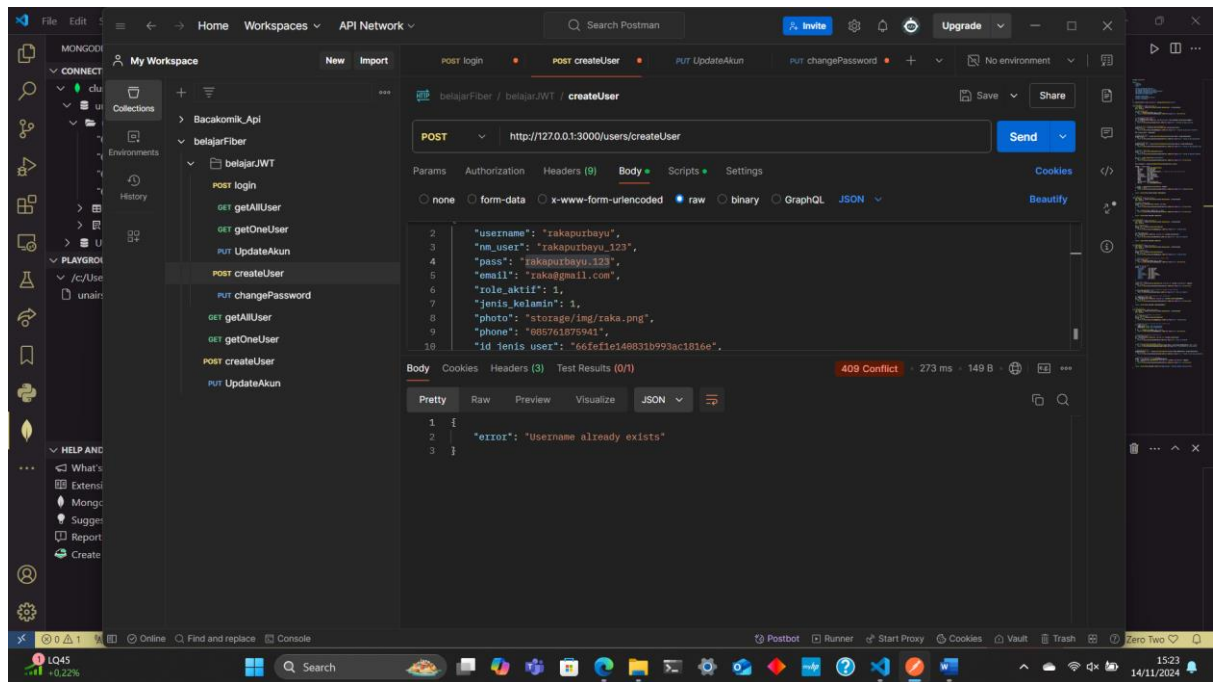 File Edit
Home Workspaces API Network Search Postman Invite Upgrade
MONGOD
My Workspace New Import POST login POST createUser PUT UpdateAkun PUT changePassword No environment
CONNECT
clu
Collections
belajarFiber / belajarJWT / createUser Save Share
Bacakomik_Api
belajarFiber
Environments
belajarJWT
POST http://127.0.0.1:3000/users/createUser Send
POST login
History
GET getAllUser
GET getOneUser
PUT UpdateAkun
POST createUser
PUT changePassword
GET getAllUser
GET getOneUser
POST createUser
PUT UpdateAkun
Params Authorization Headers (9) Body Scripts Settings Cookies
none form-data x-www-form-urlencoded raw binary GraphQL JSON Beautify
2 "username": "rakapurbayu",
3 "nm_user": "rakapurbayu_123",
4 "pass": "rakapurbayu.123",
5 "email": "raka@gmail.com",
6 "role_aktif": 1,
7 "jenis_kelamin": 1,
8 "photo": "storage/img/raka.png",
9 "phone": "085761875941",
10 "id_jenis_user": "66fef1e140831b993ac1816e",
PLAYGROU
/c:/Use
unairs
Body Cookies Headers (3) Test Results (0/1) 409 Conflict 273 ms 149 B
Pretty Raw Preview Visualize JSON
1 {
2 "error": "Username already exists"
3 }
HELP AND
What's
Extensi
Mongo
Sugges
Report
Create
0 1 Online Find and replace Console Postbot Runner Start Proxy Cookies Vault Trash Zero Two
1 LQ45
+0,22%
Search
15:23
14/11/2024